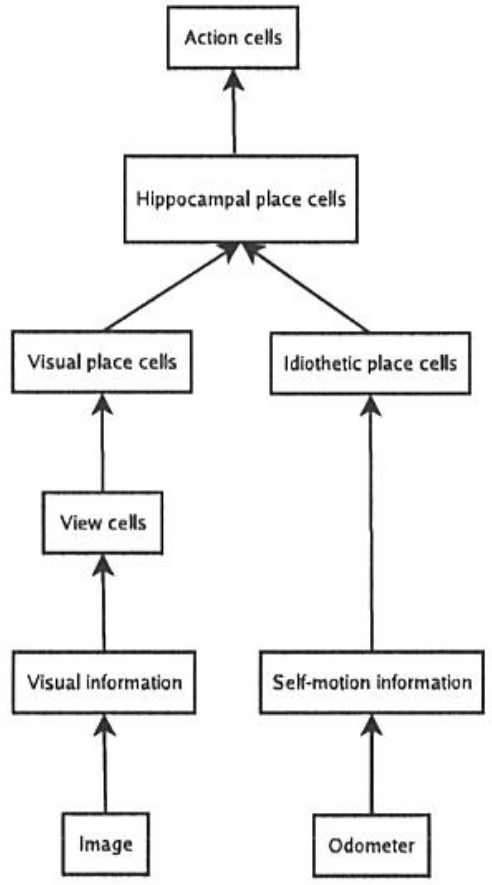 Action cells
Hippocampal place cells
Visual place cells
Idiothetic place cells
View cells
Visual information
Self-motion information
Image
Odometer